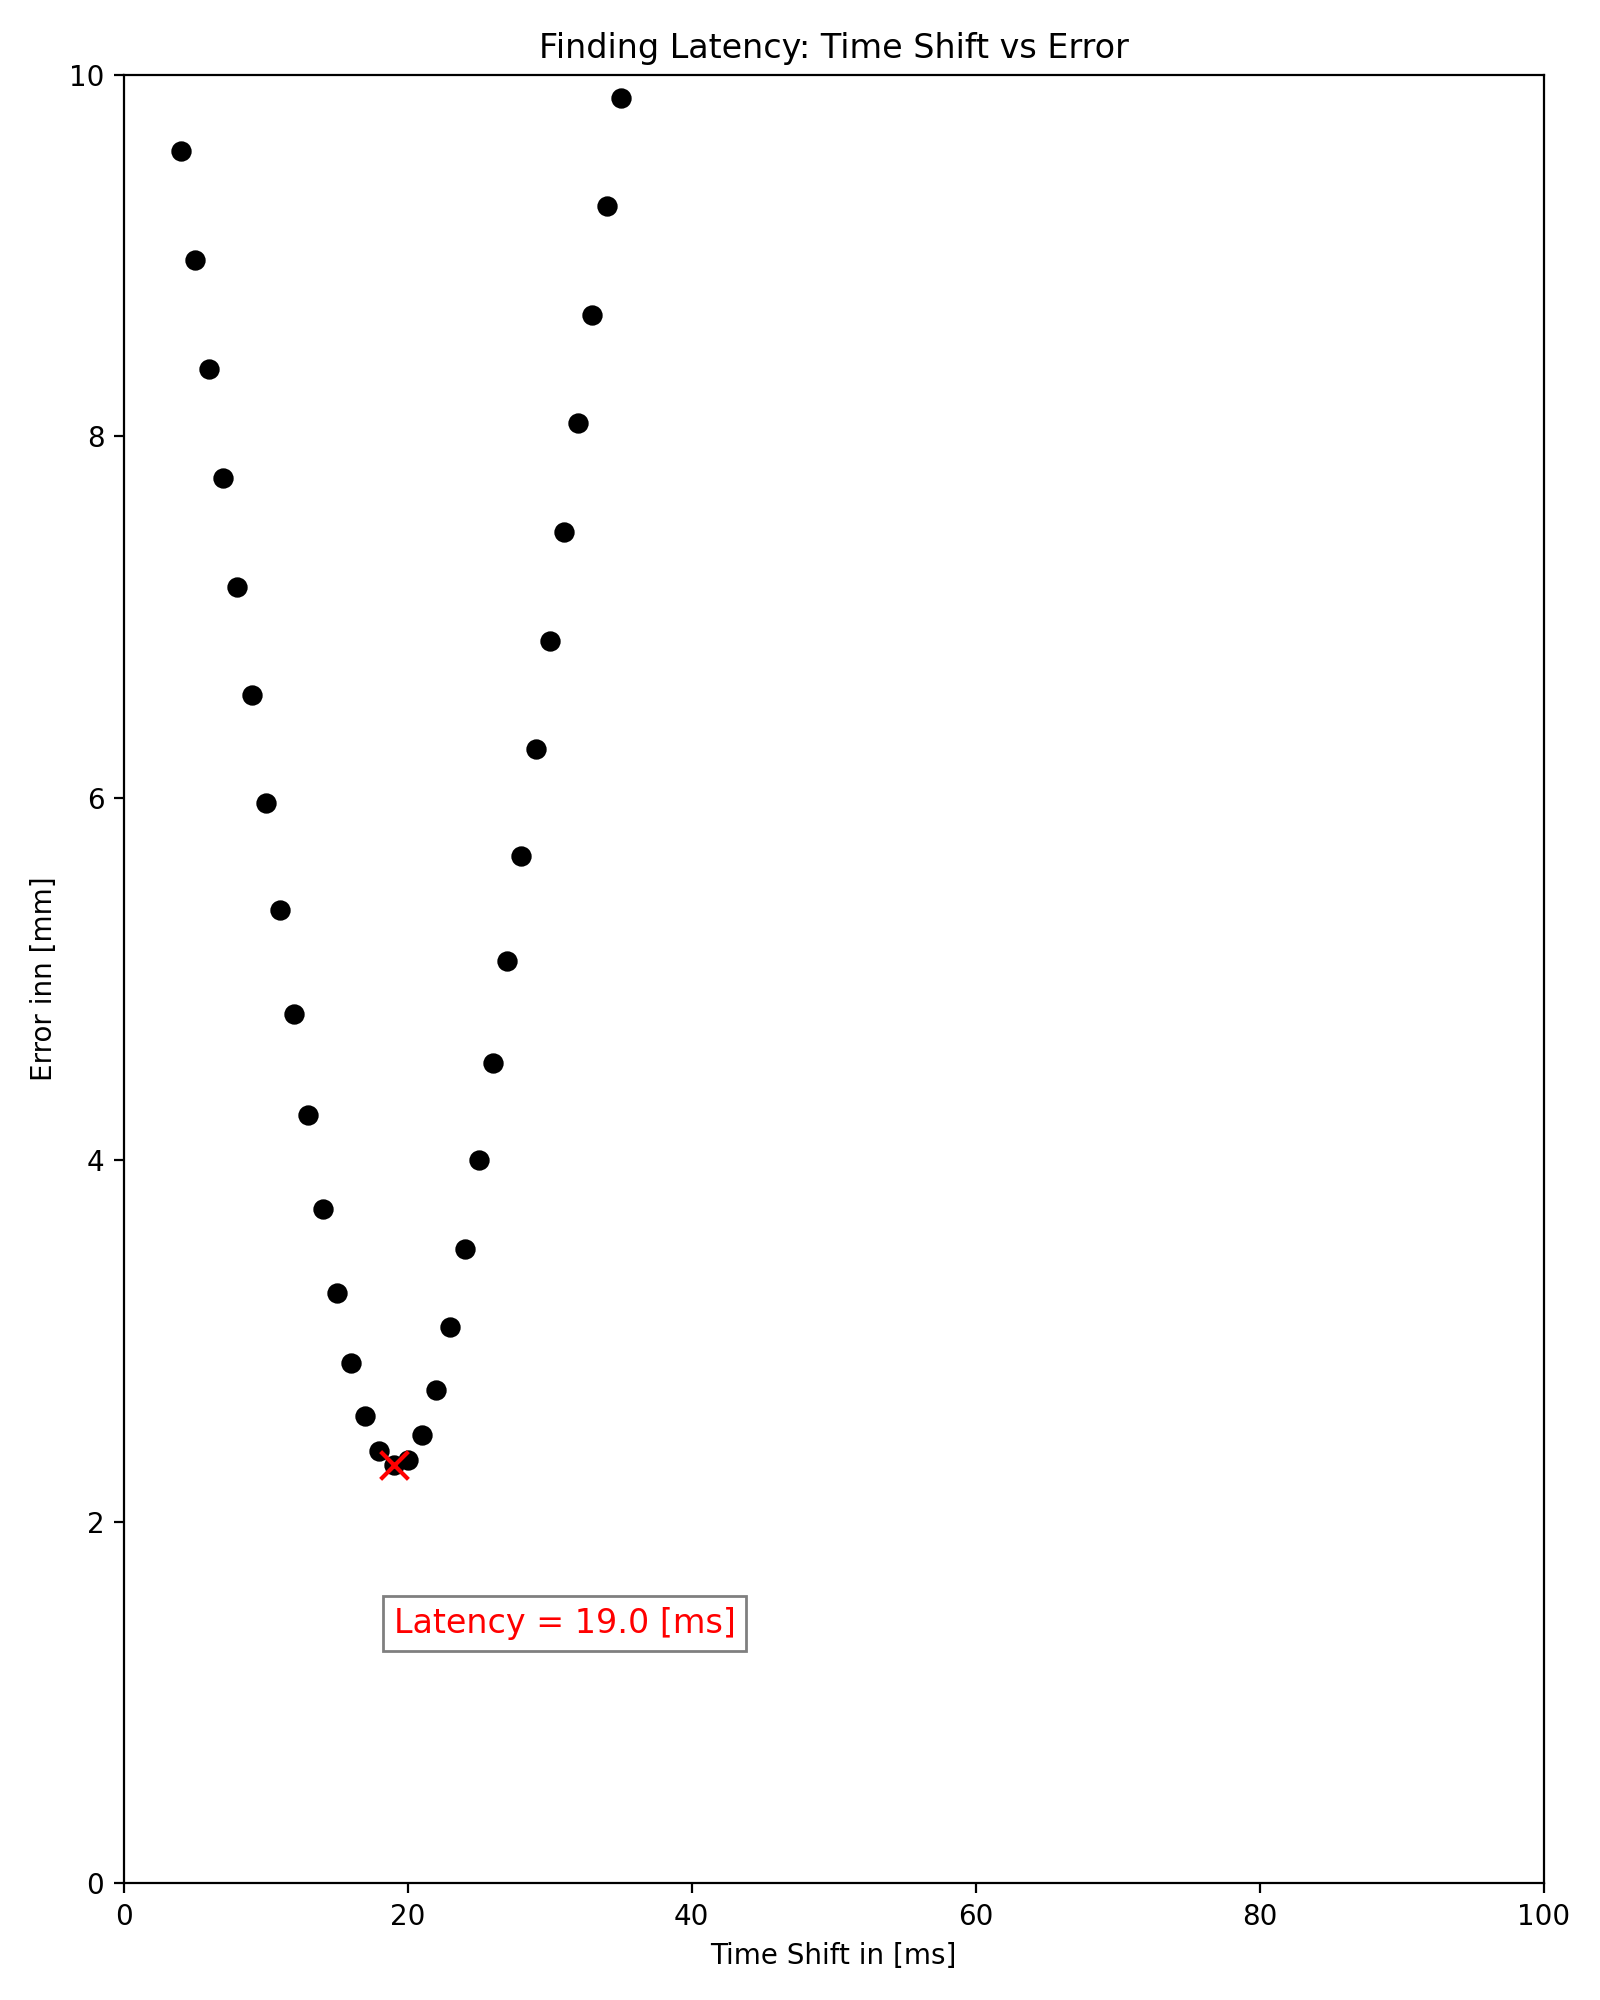 Finding Latency: Time Shift vs Error
10
8
6
4
2
0
Error inn [mm]
Latency = 19.0 [ms]
0 20 40 60 80 100
Time Shift in [ms]